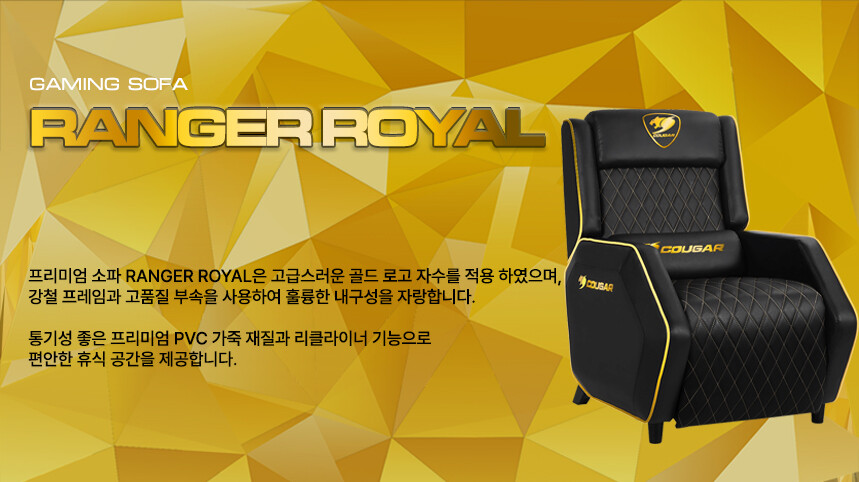 GAMING SOFA
RANGER ROYAL
프리미엄 소파 RANGER ROYAL은 고급스러운 골드 로고 자수를 적용 하였으며,
강철 프레임과 고품질 부속을 사용하여 훌륭한 내구성을 자랑합니다.
통기성 좋은 프리미엄 PVC 가죽 재질과 리클라이너 기능으로
편안한 휴식 공간을 제공합니다.
COUGAR
COUGAR
COUGAR